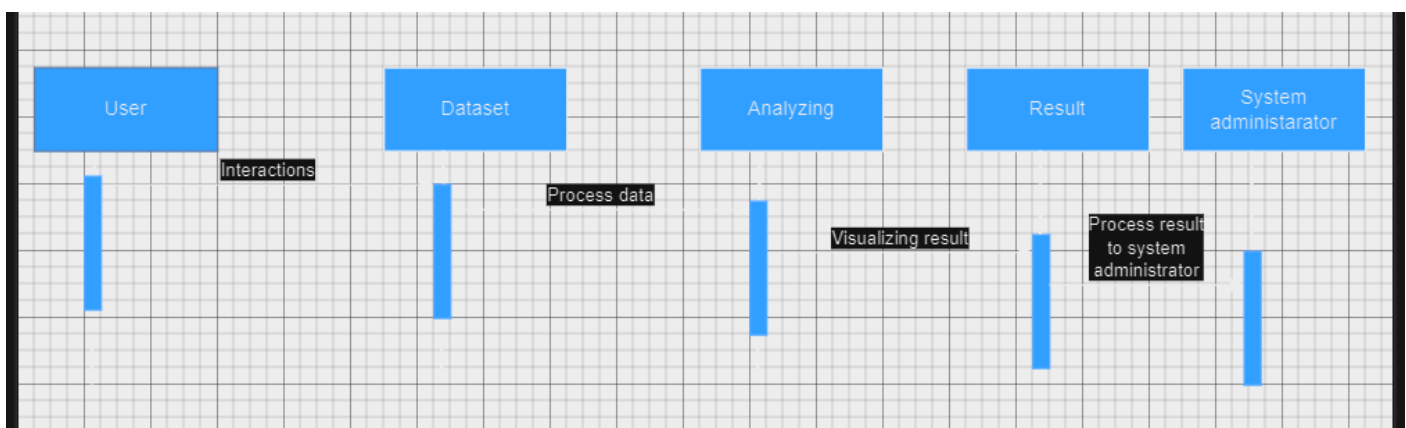 User
Dataset
Analyzing
Result
System
administarator
Interactions
Process data
Visualizing result
Process result
to system
administrator